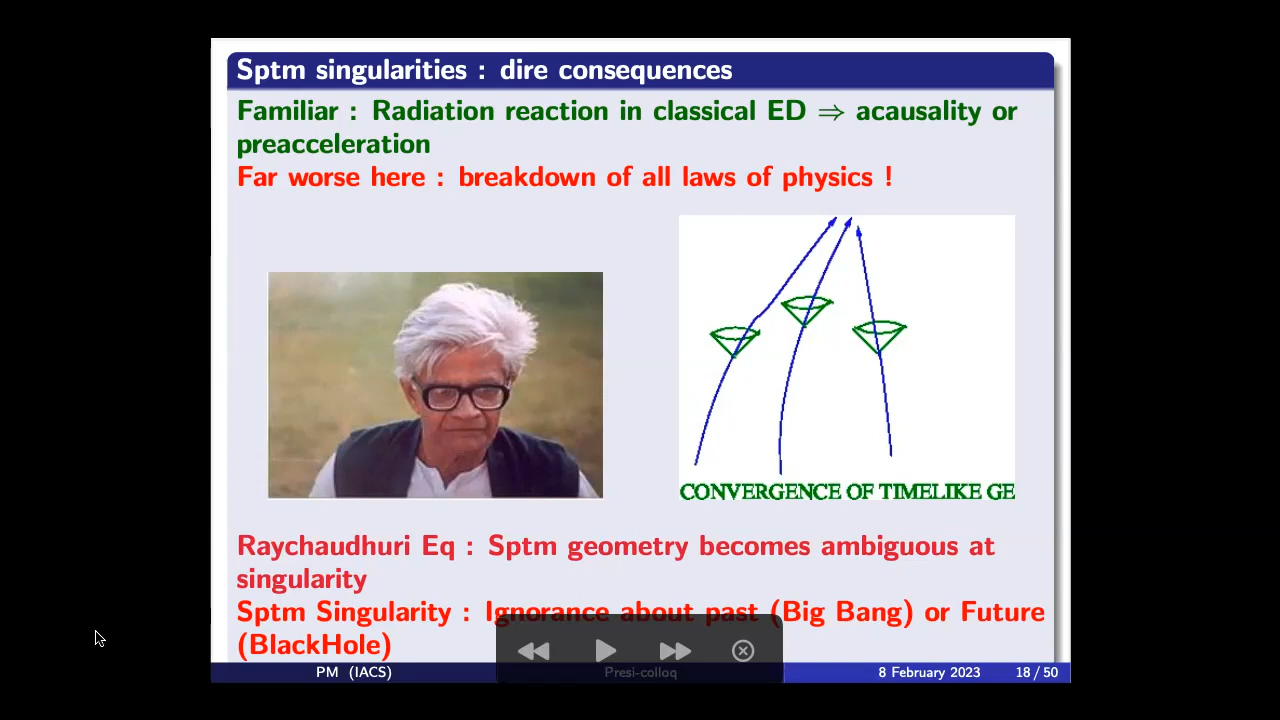 Sptm singularities : dire consequences
Familiar : Radiation reaction in classical ED ⇒ acausality or
preacceleration
Far worse here : breakdown of all laws of physics !
CONVERGENCE OF TIMELIKE GE
Raychaudhuri Eq : Sptm geometry becomes ambiguous at
singularity
Sptm Singularity : Ignorance about past (Big Bang) or Future
(BlackHole)
PM (IACS) Presi-colloq 8 February 2023 18 / 50